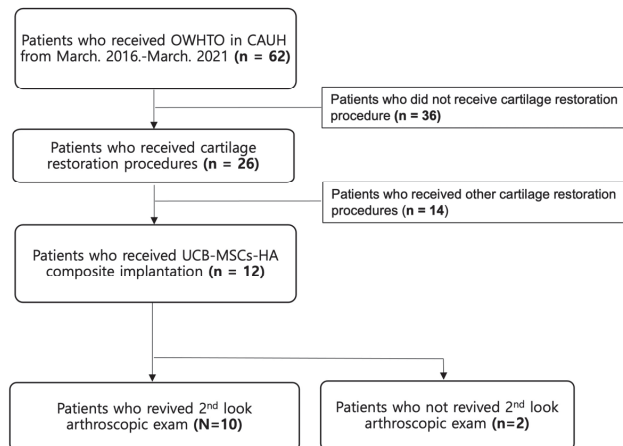 Patients who received OWHTO in CAUH
from March. 2016.-March. 2021 (n = 62)
Patients who did not receive cartilage restoration
procedure (n = 36)
Patients who received cartilage
restoration procedures (n = 26)
Patients who received other cartilage restoration
procedures (n = 14)
Patients who received UCB-MSCs-HA
composite implantation (n = 12)
Patients who revived 2nd look
arthroscopic exam (N=10)
Patients who not revived 2nd look
arthroscopic exam (n=2)